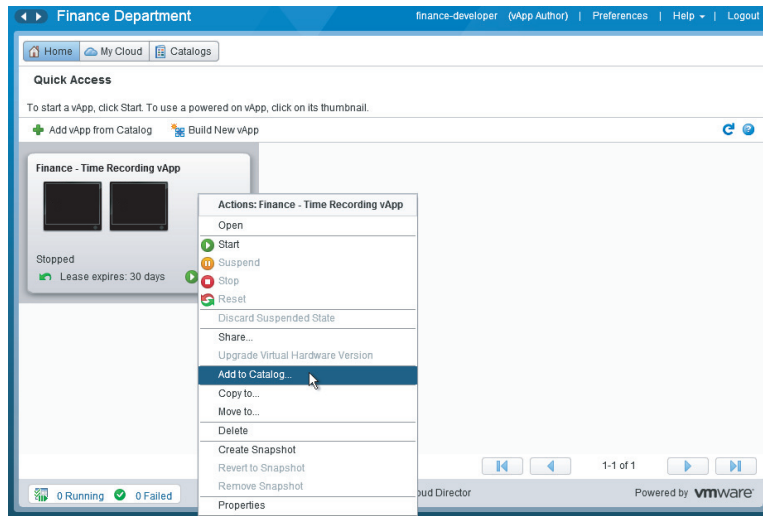 Finance Department
finance-developer (vApp Author) | Preferences | Help | Logout
Home
My Cloud
Catalogs
Quick Access
To start a vApp, click Start. To use a powered on vApp, click on its thumbnail.
Add vApp from Catalog
Build New vApp
Finance - Time Recording vApp
Stopped
Lease expires: 30 days
Actions: Finance - Time Recording vApp
Open
Start
Suspend
Stop
Reset
Discard Suspended State
Share...
Upgrade Virtual Hardware Version
Add to Catalog...
Copy to...
Move to...
Delete
Create Snapshot
Revert to Snapshot
Remove Snapshot
Properties
1-1 of 1
0 Running
0 Failed
oud Director
Powered by vmware